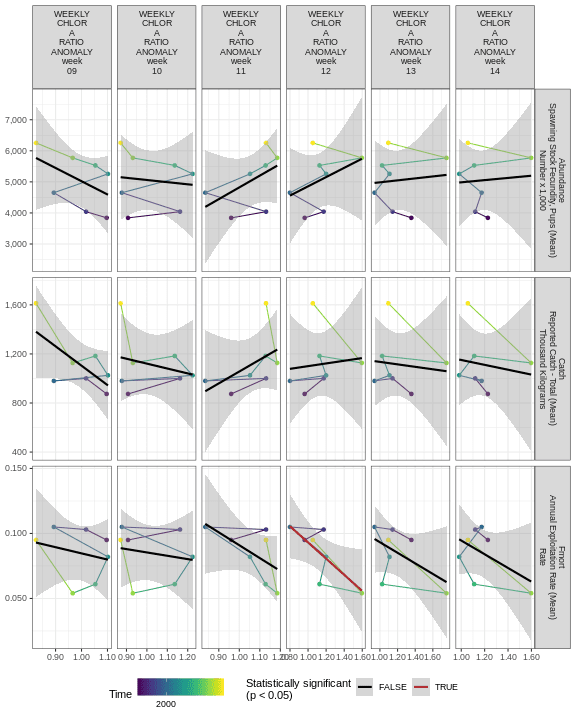 WEEKLY
CHLOR
A
RATIO
ANOMALY
week
09
WEEKLY
CHLOR
A
RATIO
ANOMALY
week
10
WEEKLY
CHLOR
A
RATIO
ANOMALY
week
11
WEEKLY
CHLOR
A
RATIO
ANOMALY
week
12
WEEKLY
CHLOR
A
RATIO
ANOMALY
week
13
WEEKLY
CHLOR
A
RATIO
ANOMALY
week
14
7,000
6,000
5,000
4,000
3,000
Abundance
Spawning Stock Fecundity, Pups (Mean)
Number x 1,000
1,600
1,200
800
400
Catch
Reported Catch - Total (Mean)
Thousand Kilograms
0.150
0.100
0.050
Fmort
Annual Exploitation Rate (Mean)
Rate
0.90 1.00 1.10
0.90 1.00 1.10 1.20
0.90 1.00 1.10 1.20
0.80 1.00 1.20 1.40 1.60
1.00 1.20 1.40 1.60
1.00 1.20 1.40 1.60
Time
2000
Statistically significant
(p < 0.05)
FALSE
TRUE